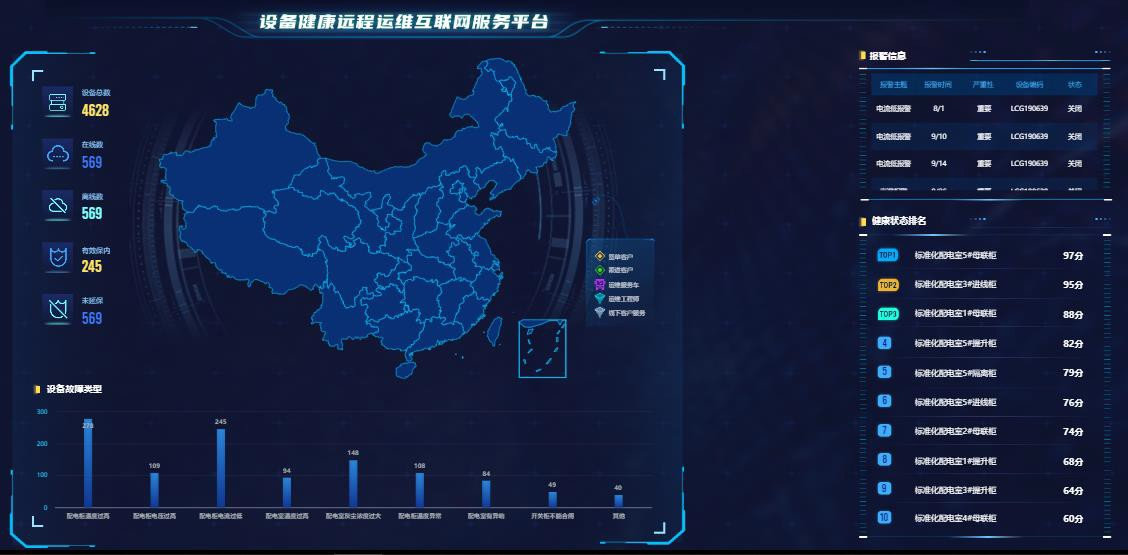 设备健康远程运维互联网服务平台
设备总数
4628
在线数
569
离线数
569
有效保内
245
未延保
569
签单客户
渠道客户
运维服务车
运维工程师
线下客户服务
设备故障类型
300
200
100
0
278
109
245
94
148
108
84
49
40
配电柜温度过高 配电柜电压过高 配电柜电流过低 配电室温度过高 配电室灰尘浓度过大 配电柜温度异常 配电室有异响 开关柜不能合闸 其他
报警信息
报警主题 报警时间 严重性 设备编码 状态
电流低报警 8/1 重要 LCG190639 关闭
电流低报警 9/10 重要 LCG190639 关闭
电流低报警 9/14 重要 LCG190639 关闭
健康状态排名
TOP1 标准化配电室5#母联柜 97分
TOP2 标准化配电室3#进线柜 95分
TOP3 标准化配电室1#母联柜 88分
4 标准化配电室5#提升柜 82分
5 标准化配电室5#隔离柜 79分
6 标准化配电室5#进线柜 76分
7 标准化配电室2#母联柜 74分
8 标准化配电室1#提升柜 68分
9 标准化配电室3#提升柜 64分
10 标准化配电室4#母联柜 60分